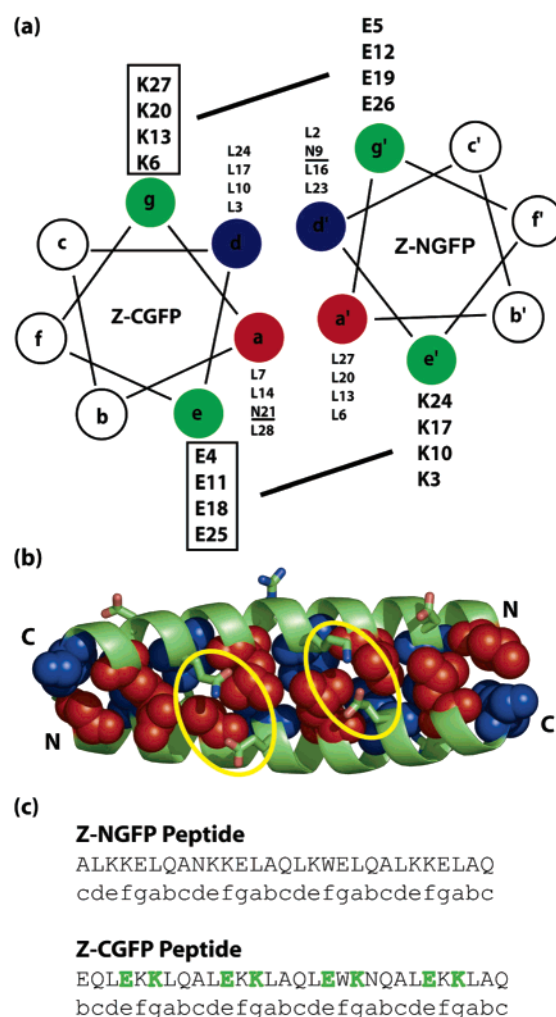 (a)
E5
E12
E19
E26
K27
K20
K13
K6
L24
L17
L10
L3
L2
N9
L16
L23
g
g'
c'
c
d
d'
f'
Z-CGFP
Z-NGFP
f
a
a'
b'
b
e
e'
L7
L14
N21
L28
L27
L20
L13
L6
K24
K17
K10
K3
E4
E11
E18
E25
(b)
N
C
N
C
(c)
Z-NGFP Peptide
ALKKELQANKKELAQLKWELQALKKELAQ
cdefgabcdefgabcdefgabcdefgabc
Z-CGFP Peptide
EQLEKKLQALEKKLAQLEWKNQALEKKLAQ
bcdefgabcdefgabcdefgabcdefgabc